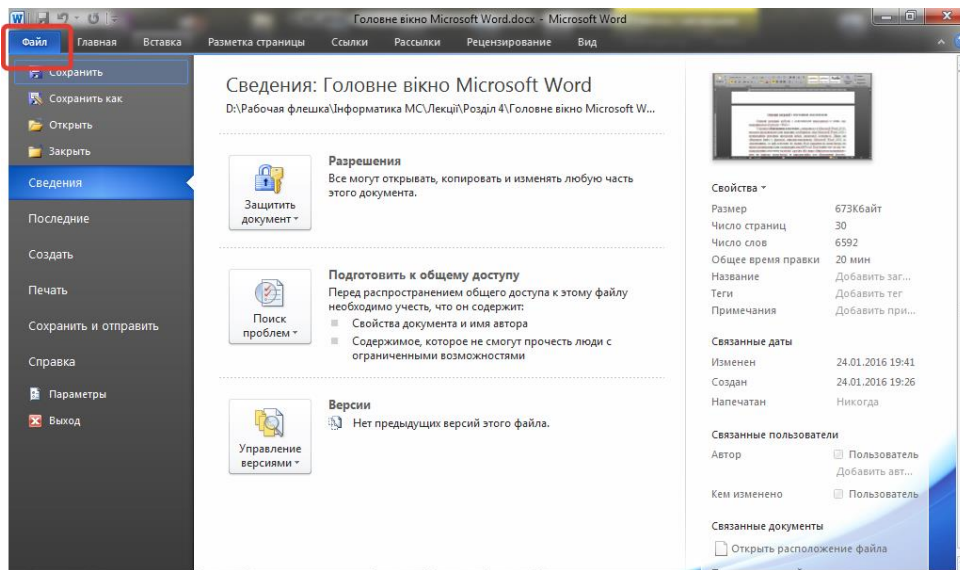 Головне вікно Microsoft Word.docx - Microsoft Word
Файл Главная Вставка Разметка страницы Ссылки Рассылки Рецензирование Вид
Сохранить
Сохранить как
Открыть
Закрыть
Сведения
Последние
Создать
Печать
Сохранить и отправить
Справка
Параметры
Выход
Сведения: Головне вікно Microsoft Word
D:\Рабочая флешка\Інформатика МС\Лекції\Розділ 4\Головне вікно Microsoft W...
Защитить
документ
Разрешения
Все могут открывать, копировать и изменять любую часть
этого документа.
Поиск
проблем
Подготовить к общему доступу
Перед распространением общего доступа к этому файлу
необходимо учесть, что он содержит:
Свойства документа и имя автора
Содержимое, которое не смогут прочесть люди с
ограниченными возможностями
Управление
версиями
Версии
Нет предыдущих версий этого файла.
Свойства
Размер 673Кбайт
Число страниц 30
Число слов 6592
Общее время правки 20 мин
Название Добавить заг...
Теги Добавить тег
Примечания Добавить при...
Связанные даты
Изменен 24.01.2016 19:41
Создан 24.01.2016 19:26
Напечатан Никогда
Связанные пользователи
Автор Пользователь
Добавить авт...
Кем изменено Пользователь
Связанные документы
Открыть расположение файла